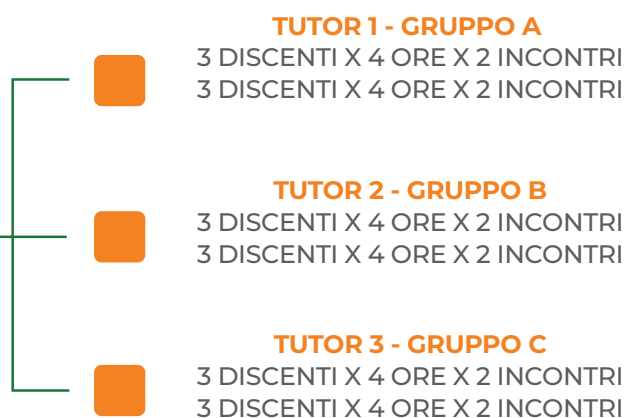 TUTOR 1 - GRUPPO A
3 DISCENTI X 4 ORE X 2 INCONTRI
3 DISCENTI X 4 ORE X 2 INCONTRI
TUTOR 2 - GRUPPO B
3 DISCENTI X 4 ORE X 2 INCONTRI
3 DISCENTI X 4 ORE X 2 INCONTRI
TUTOR 3 - GRUPPO C
3 DISCENTI X 4 ORE X 2 INCONTRI
3 DISCENTI X 4 ORE X 2 INCONTRI